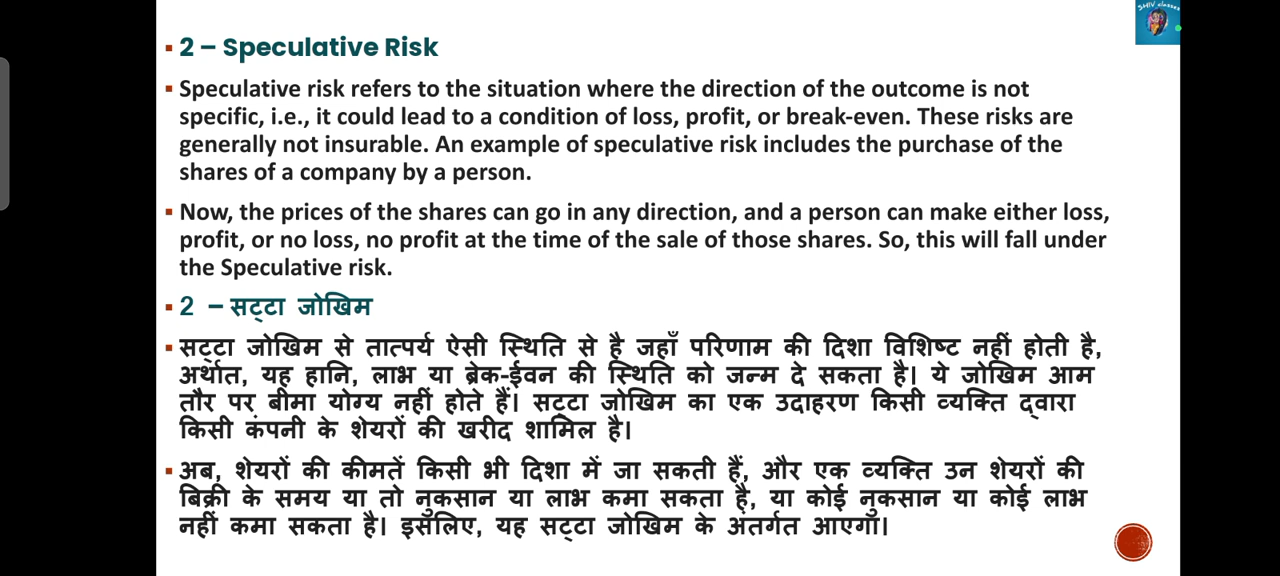 SHIV classes
2 – Speculative Risk
Speculative risk refers to the situation where the direction of the outcome is not
specific, i.e., it could lead to a condition of loss, profit, or break-even. These risks are
generally not insurable. An example of speculative risk includes the purchase of the
shares of a company by a person.
Now, the prices of the shares can go in any direction, and a person can make either loss,
profit, or no loss, no profit at the time of the sale of those shares. So, this will fall under
the Speculative risk.
2 – सट्टा जोखिम
सट्टा जोखिम से तात्पर्य ऐसी स्थिति से है जहाँ परिणाम की दिशा विशिष्ट नहीं होती है,
अर्थात, यह हानि, लाभ या ब्रेक-ईवन की स्थिति को जन्म दे सकता है। ये जोखिम आम
तौर पर बीमा योग्य नहीं होते हैं। सट्टा जोखिम का एक उदाहरण किसी व्यक्ति द्वारा
किसी कंपनी के शेयरों की खरीद शामिल है।
अब, शेयरों की कीमतें किसी भी दिशा में जा सकती हैं, और एक व्यक्ति उन शेयरों की
बिक्री के समय या तो नुकसान या लाभ कमा सकता है, या कोई नुकसान या कोई लाभ
नहीं कमा सकता है। इसलिए, यह सट्टा जोखिम के अंतर्गत आएगा।